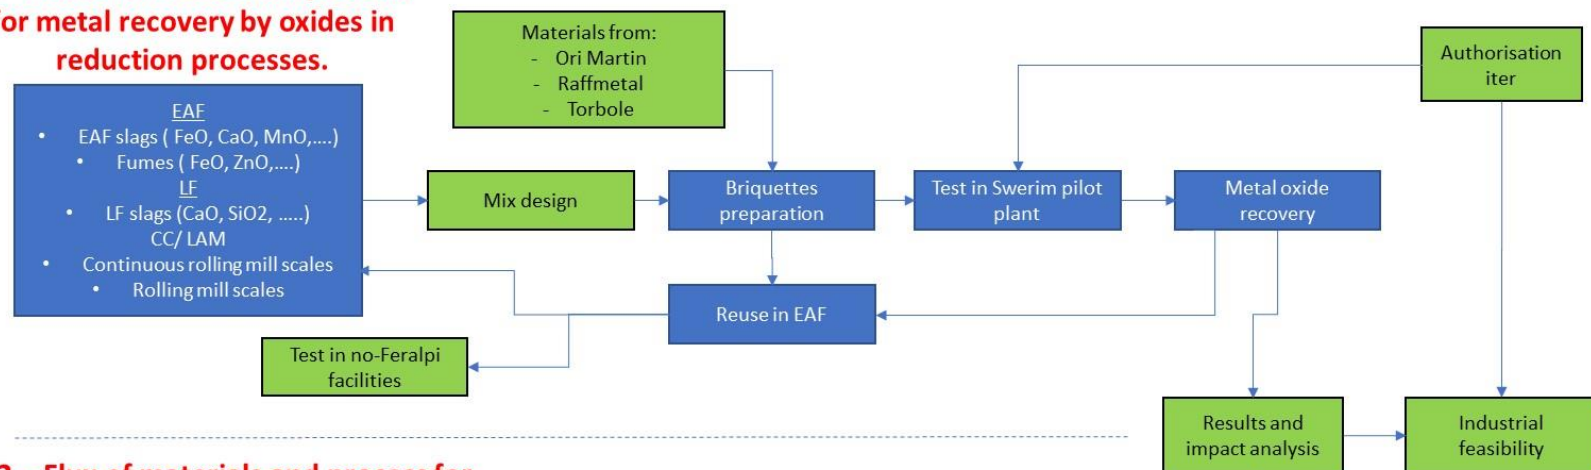 for metal recovery by oxides in
reduction processes.
EAF
• EAF slags ( FeO, CaO, MnO,....)
• Fumes ( FeO, ZnO,....)
LF
• LF slags (CaO, SiO2, .....)
CC/ LAM
• Continuous rolling mill scales
• Rolling mill scales
Materials from:
- Ori Martin
- Raffmetal
- Torbole
Authorisation
iter
Mix design
Briquettes
preparation
Test in Swerim pilot
plant
Metal oxide
recovery
Reuse in EAF
Test in no-Feralpi
facilities
Results and
impact analysis
Industrial
feasibility